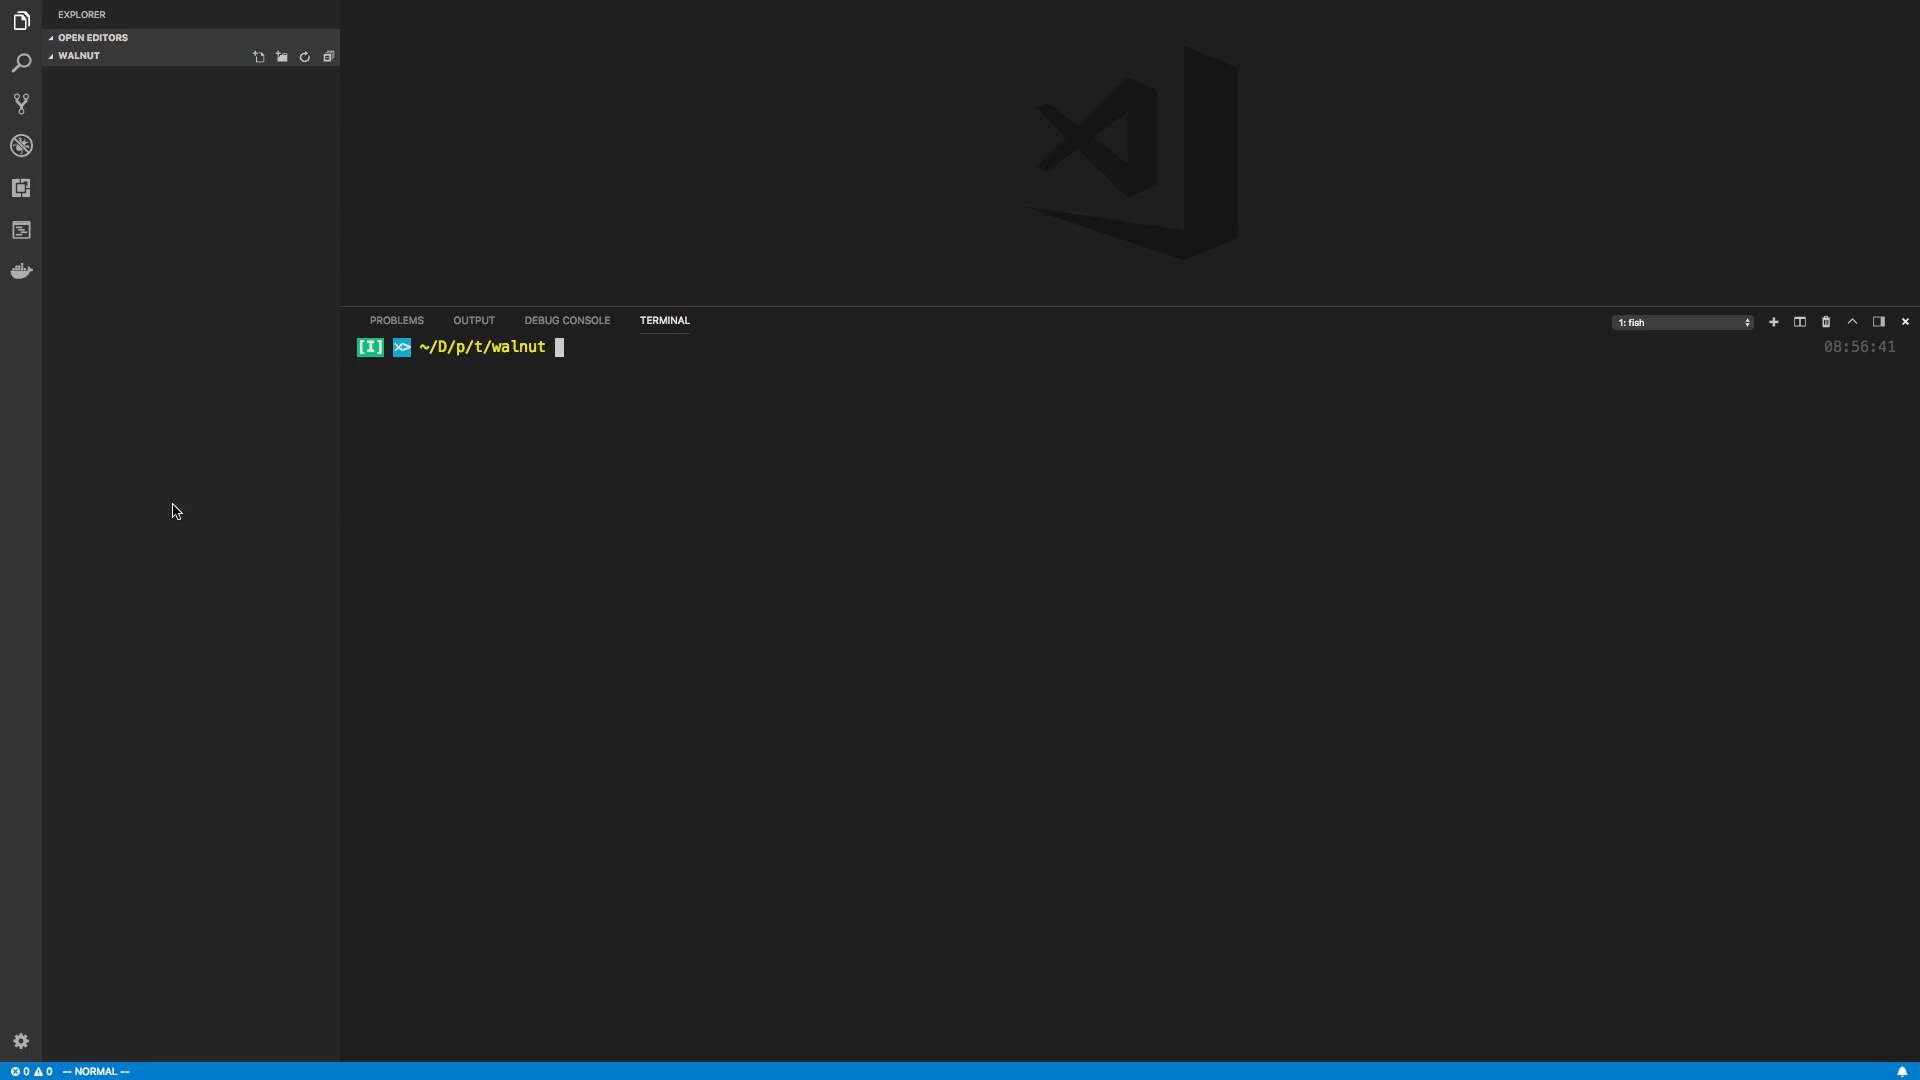 EXPLORER
OPEN EDITORS
WALNUT
PROBLEMS OUTPUT DEBUG CONSOLE TERMINAL 1: fish
[I] >< > ~/D/p/t/walnut 08:56:41
0 0 -- NORMAL --